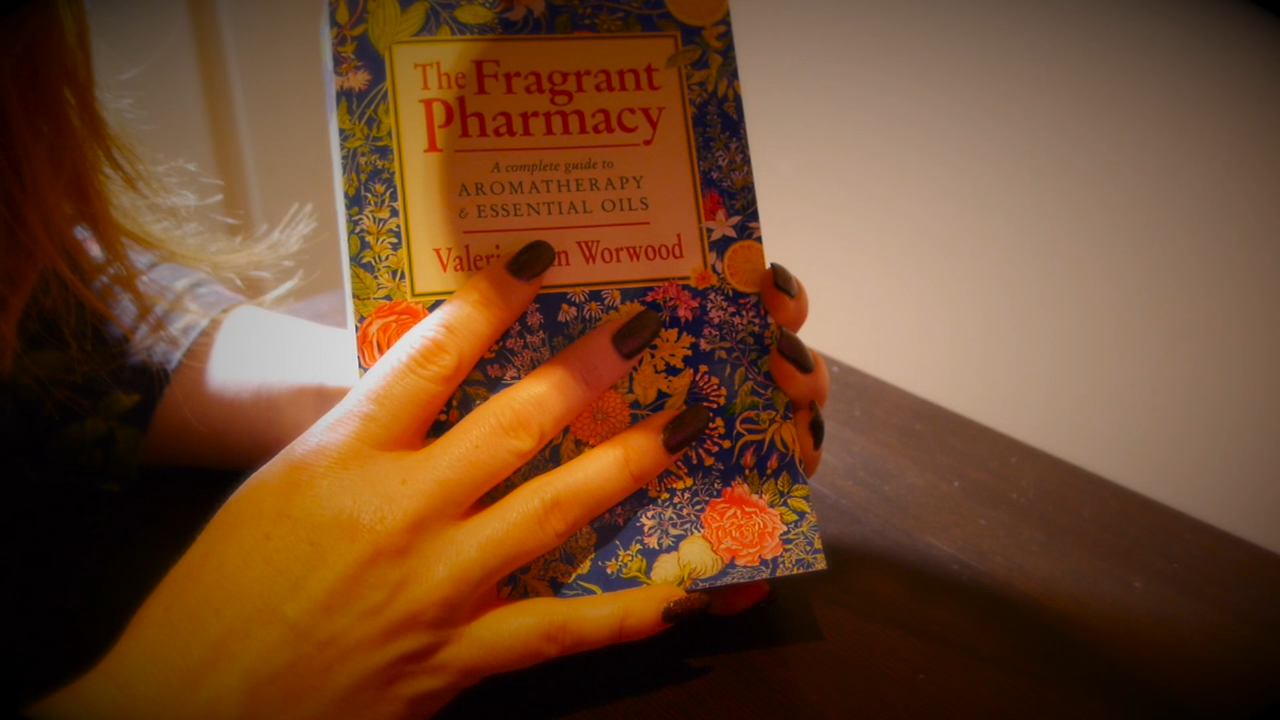 The Fragrant
Pharmacy
A complete guide to
AROMATHERAPY
& ESSENTIAL OILS
Worwood